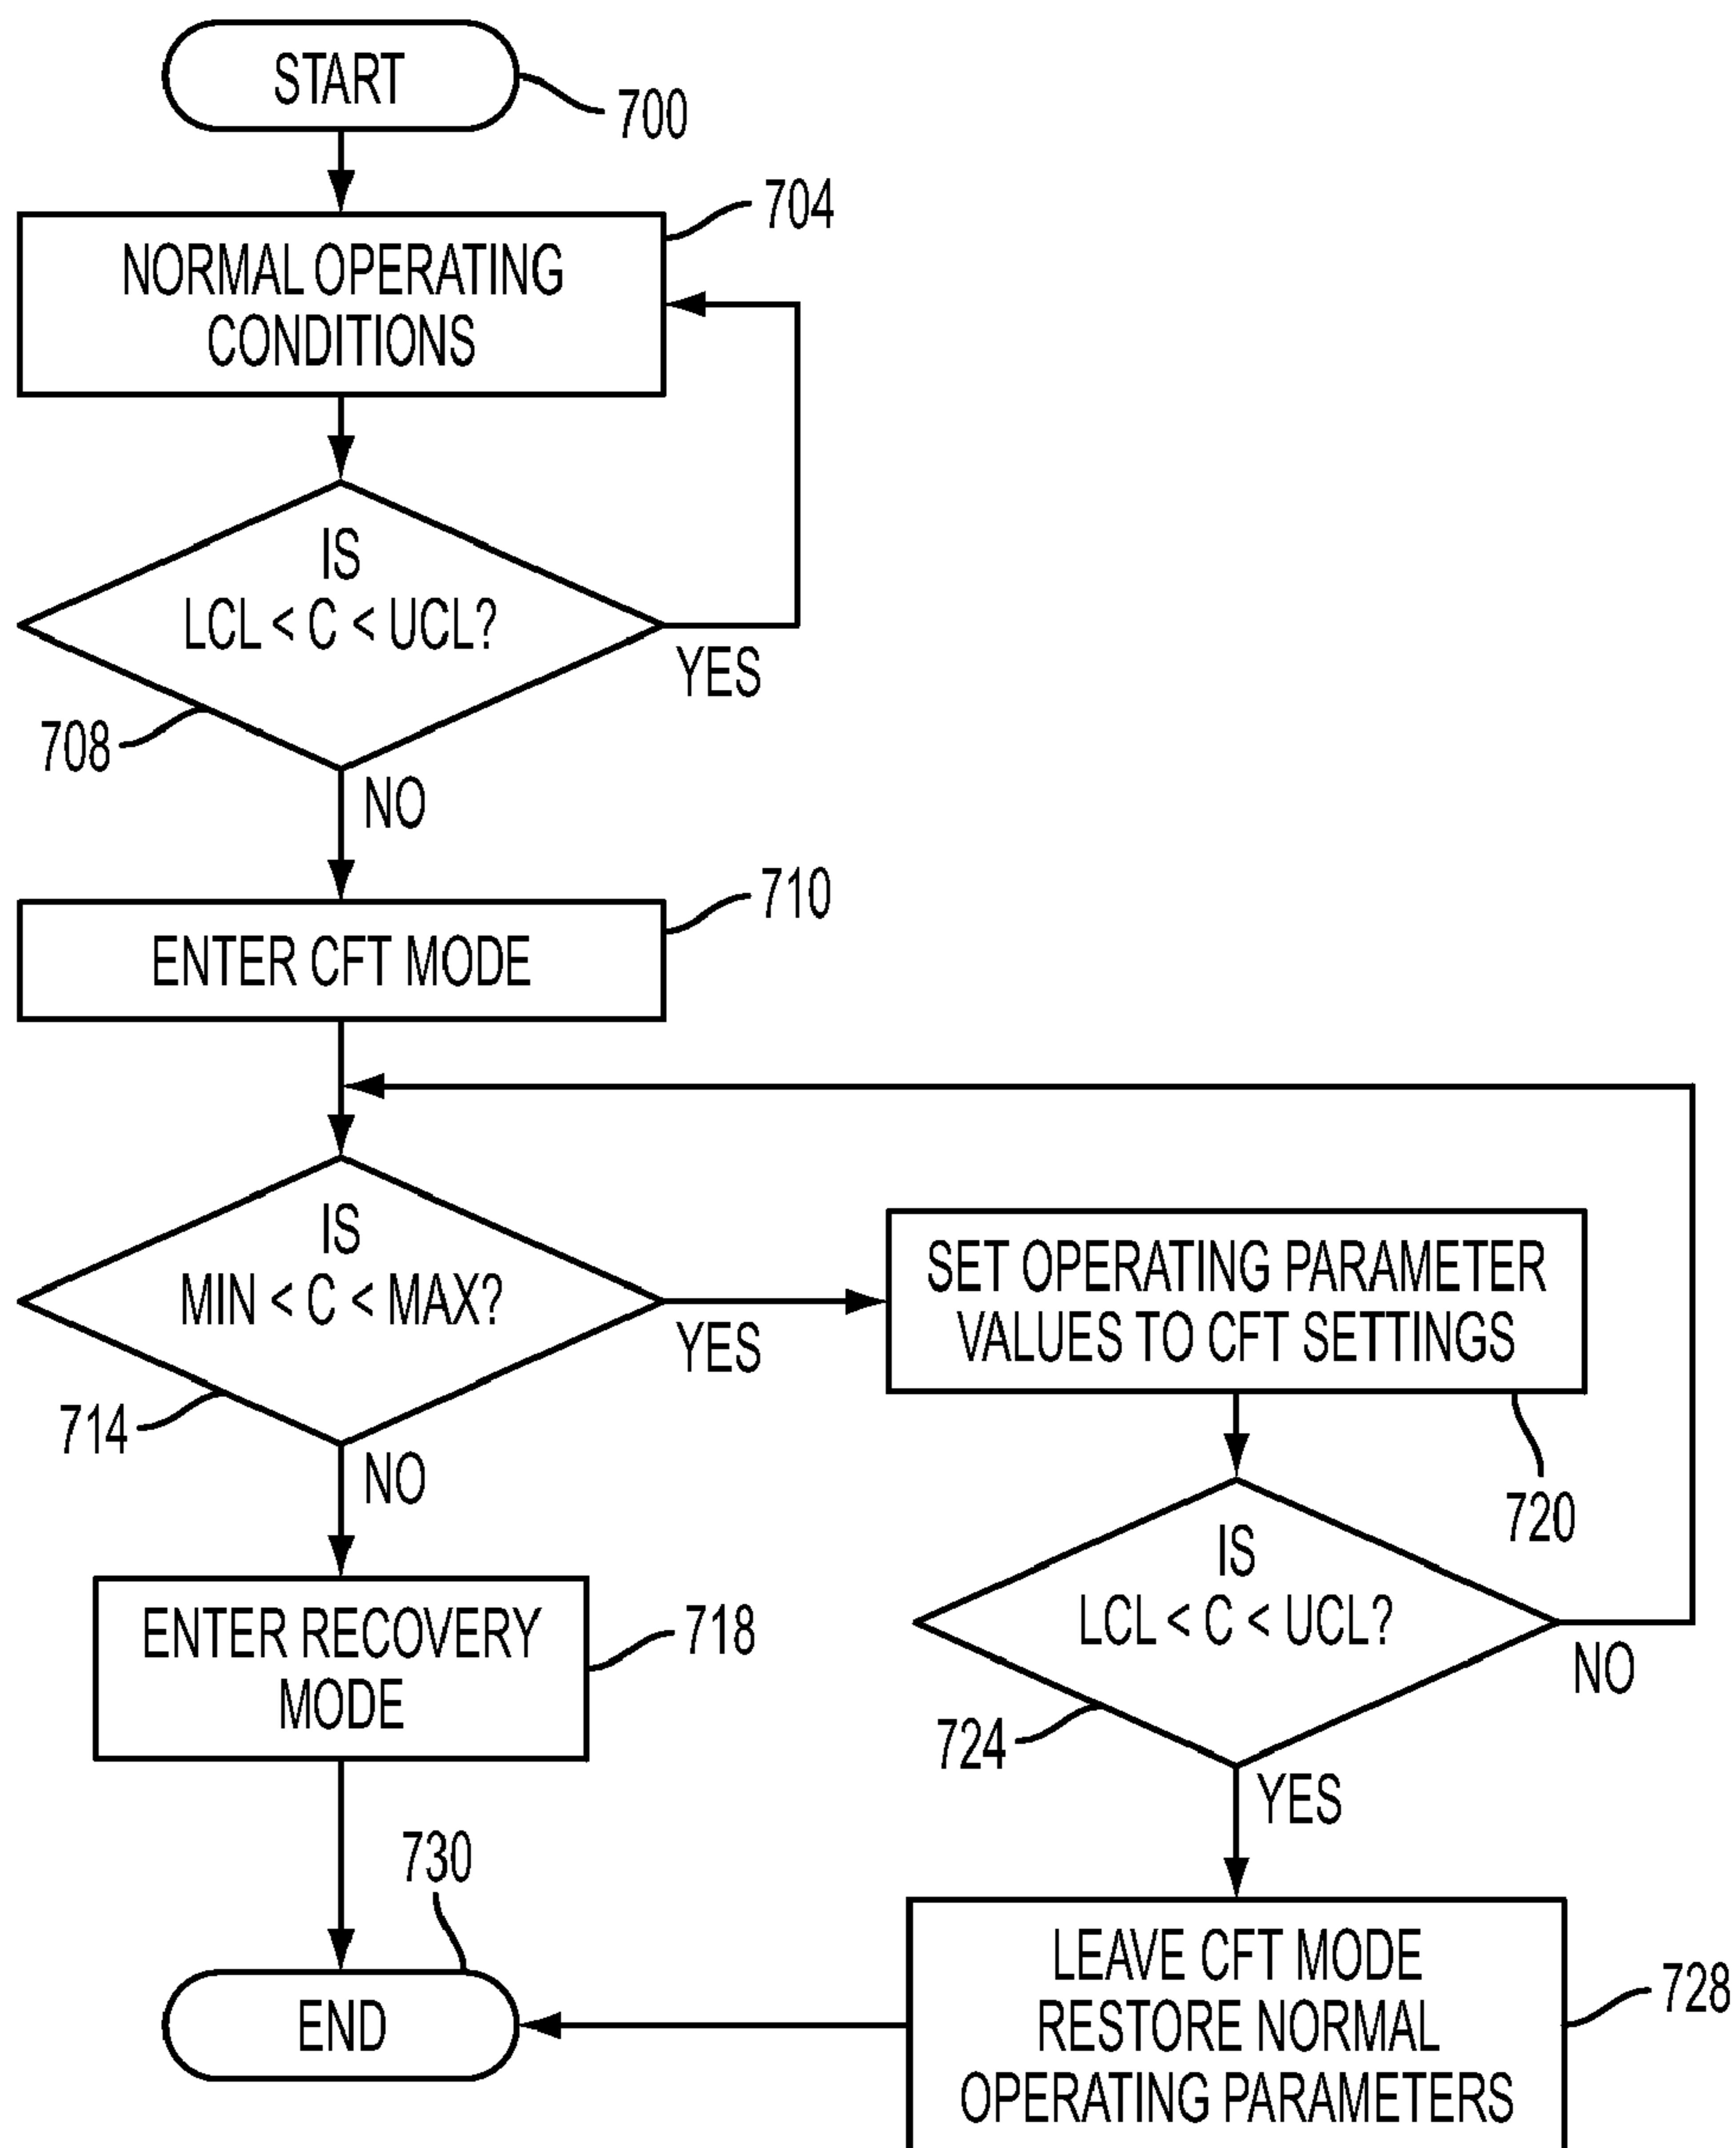 START
700
704
NORMAL OPERATING
CONDITIONS
IS
LCL < C < UCL?
YES
708
NO
710
ENTER CFT MODE
IS
MIN < C < MAX?
YES
714
NO
SET OPERATING PARAMETER
VALUES TO CFT SETTINGS
720
IS
LCL < C < UCL?
NO
724
YES
ENTER RECOVERY
MODE
718
730
END
LEAVE CFT MODE
RESTORE NORMAL
OPERATING PARAMETERS
728